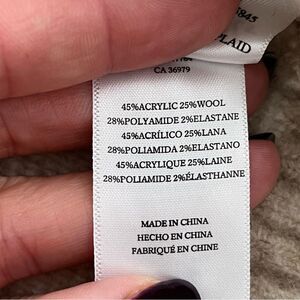 5845
PLAID
CA 36979
45%ACRYLIC 25%WOOL
28%POLYAMIDE 2%ELASTANE
45%ACRÍLICO 25%LANA
28%POLIAMIDA 2%ELASTANO
45%ACRYLIQUE 25%LAINE
28%POLIAMIDE 2%ÉLASTHANNE
MADE IN CHINA
HECHO EN CHINA
FABRIQUÉ EN CHINE